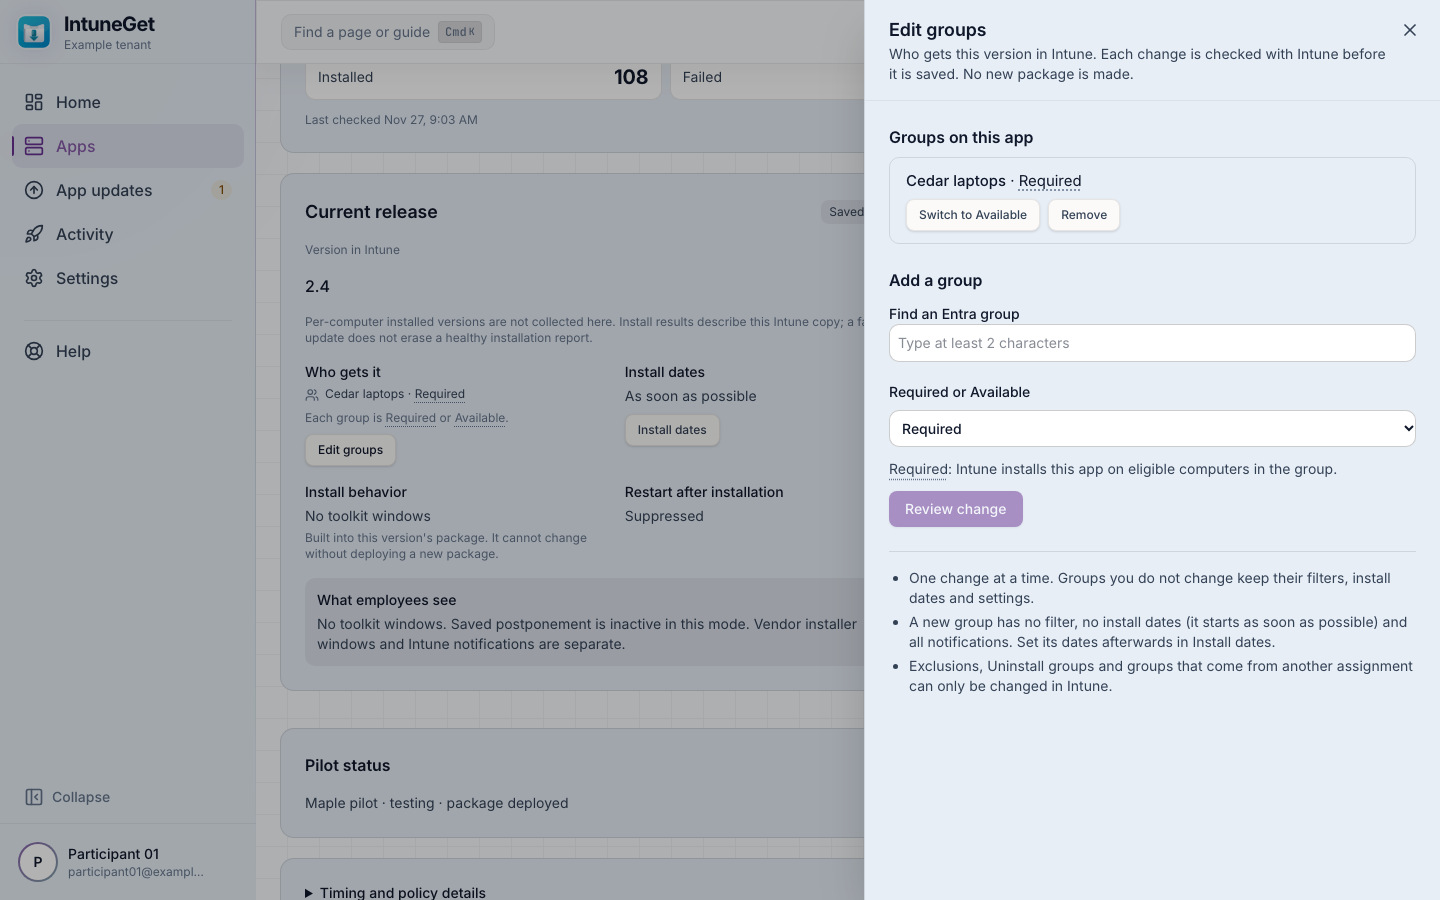 IntuneGet
Example tenant
Home
Apps
App updates
1
Activity
Settings
Help
Collapse
P
Participant 01
participant01@exampl...
Find a page or guide
Cmd K
Installed
108
Failed
Last checked Nov 27, 9:03 AM
Current release
Saved
Version in Intune
2.4
Per-computer installed versions are not collected here. Install results describe this Intune copy; a fa
update does not erase a healthy installation report.
Who gets it
Cedar laptops · Required
Each group is Required or Available.
Edit groups
Install dates
As soon as possible
Install dates
Install behavior
No toolkit windows
Built into this version's package. It cannot change
without deploying a new package.
Restart after installation
Suppressed
What employees see
No toolkit windows. Saved postponement is inactive in this mode. Vendor installer
windows and Intune notifications are separate.
Pilot status
Maple pilot · testing · package deployed
Timing and policy details
Edit groups
Who gets this version in Intune. Each change is checked with Intune before
it is saved. No new package is made.
Groups on this app
Cedar laptops · Required
Switch to Available
Remove
Add a group
Find an Entra group
Type at least 2 characters
Required or Available
Required
Required: Intune installs this app on eligible computers in the group.
Review change
• One change at a time. Groups you do not change keep their filters, install
dates and settings.
• A new group has no filter, no install dates (it starts as soon as possible) and
all notifications. Set its dates afterwards in Install dates.
• Exclusions, Uninstall groups and groups that come from another assignment
can only be changed in Intune.